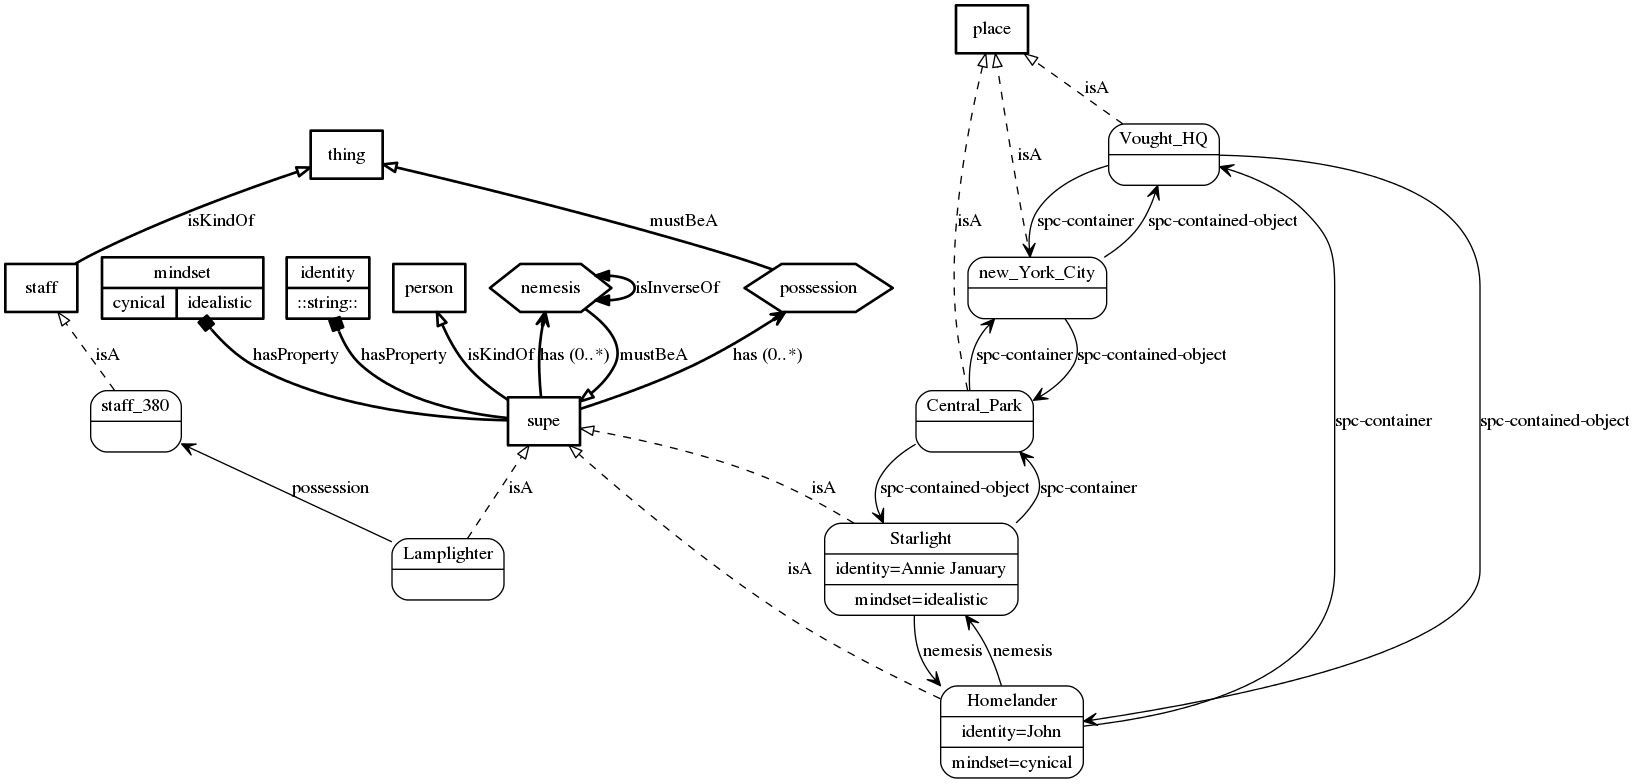 place
isA
Vought_HQ
thing
isA
isKindOf
mustBeA
isA
spc-container
spc-contained-object
staff
mindset
cynical
idealistic
identity
::string::
person
nemesis
isInverseOf
possession
new_York_City
isA
hasProperty
hasProperty
isKindOf
has (0..*)
mustBeA
has (0..*)
spc-container
spc-contained-object
staff_380
supe
Central_Park
spc-container
spc-contained-object
possession
isA
isA
spc-contained-object
spc-container
Lamplighter
isA
Starlight
identity=Annie January
mindset=idealistic
nemesis
nemesis
Homelander
identity=John
mindset=cynical